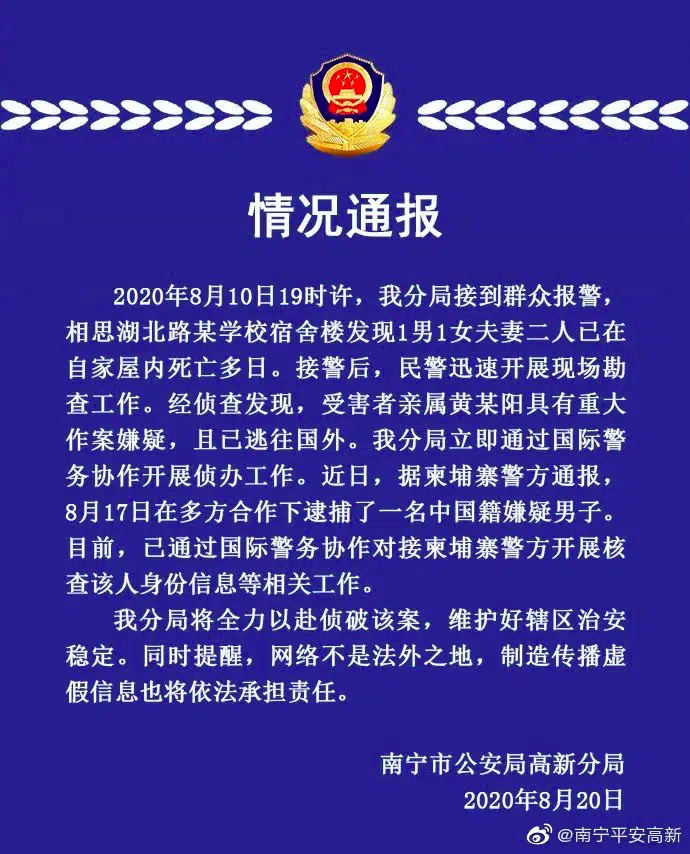 情况通报
2020年8月10日19时许，我分局接到群众报警，
相思湖北路某学校宿舍楼发现1男1女夫妻二人已在
自家屋内死亡多日。接警后，民警迅速开展现场勘
查工作。经侦查发现，受害者亲属黄某阳具有重大
作案嫌疑，且已逃往国外。我分局立即通过国际警
务协作开展侦办工作。近日，据柬埔寨警方通报，
8月17日在多方合作下逮捕了一名中国籍嫌疑男子。
目前，已通过国际警务协作对接柬埔寨警方开展核
查该人身份信息等相关工作。
我分局将全力以赴侦破该案，维护好辖区治安
稳定。同时提醒，网络不是法外之地，制造传播虚
假信息也将依法承担责任。
南宁市公安局高新分局
2020年8月20日
@南宁平安高新